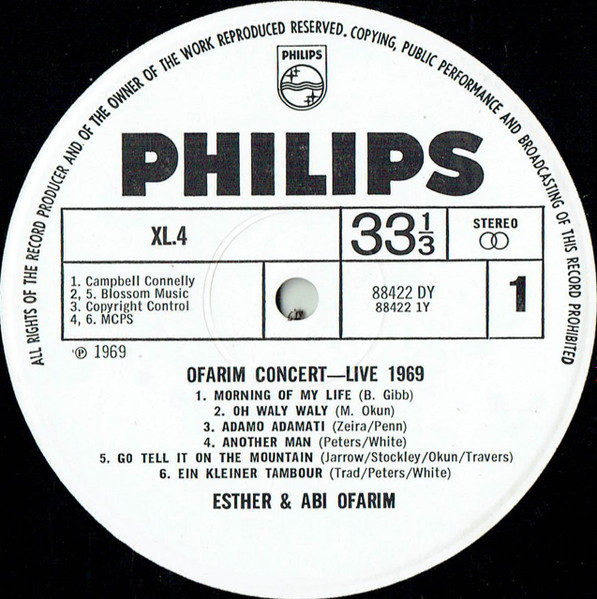 ALL RIGHTS OF THE RECORD PRODUCER AND OF THE OWNER OF THE WORK REPRODUCED RESERVED. COPYING, PUBLIC PERFORMANCE AND BROADCASTING OF THIS RECORD PROHIBITED
PHILIPS
PHILIPS
XL.4
33 1/3
STEREO
1. Campbell Connelly
2, 5. Blossom Music
3. Copyright Control
4, 6. MCPS
88422 DY
88422 1Y
1
℗ 1969
OFARIM CONCERT—LIVE 1969
1. MORNING OF MY LIFE (B. Gibb)
2. OH WALY WALY (M. Okun)
3. ADAMO ADAMATI (Zeira/Penn)
4. ANOTHER MAN (Peters/White)
5. GO TELL IT ON THE MOUNTAIN (Jarrow/Stockley/Okun/Travers)
6. EIN KLEINER TAMBOUR (Trad/Peters/White)
ESTHER & ABI OFARIM